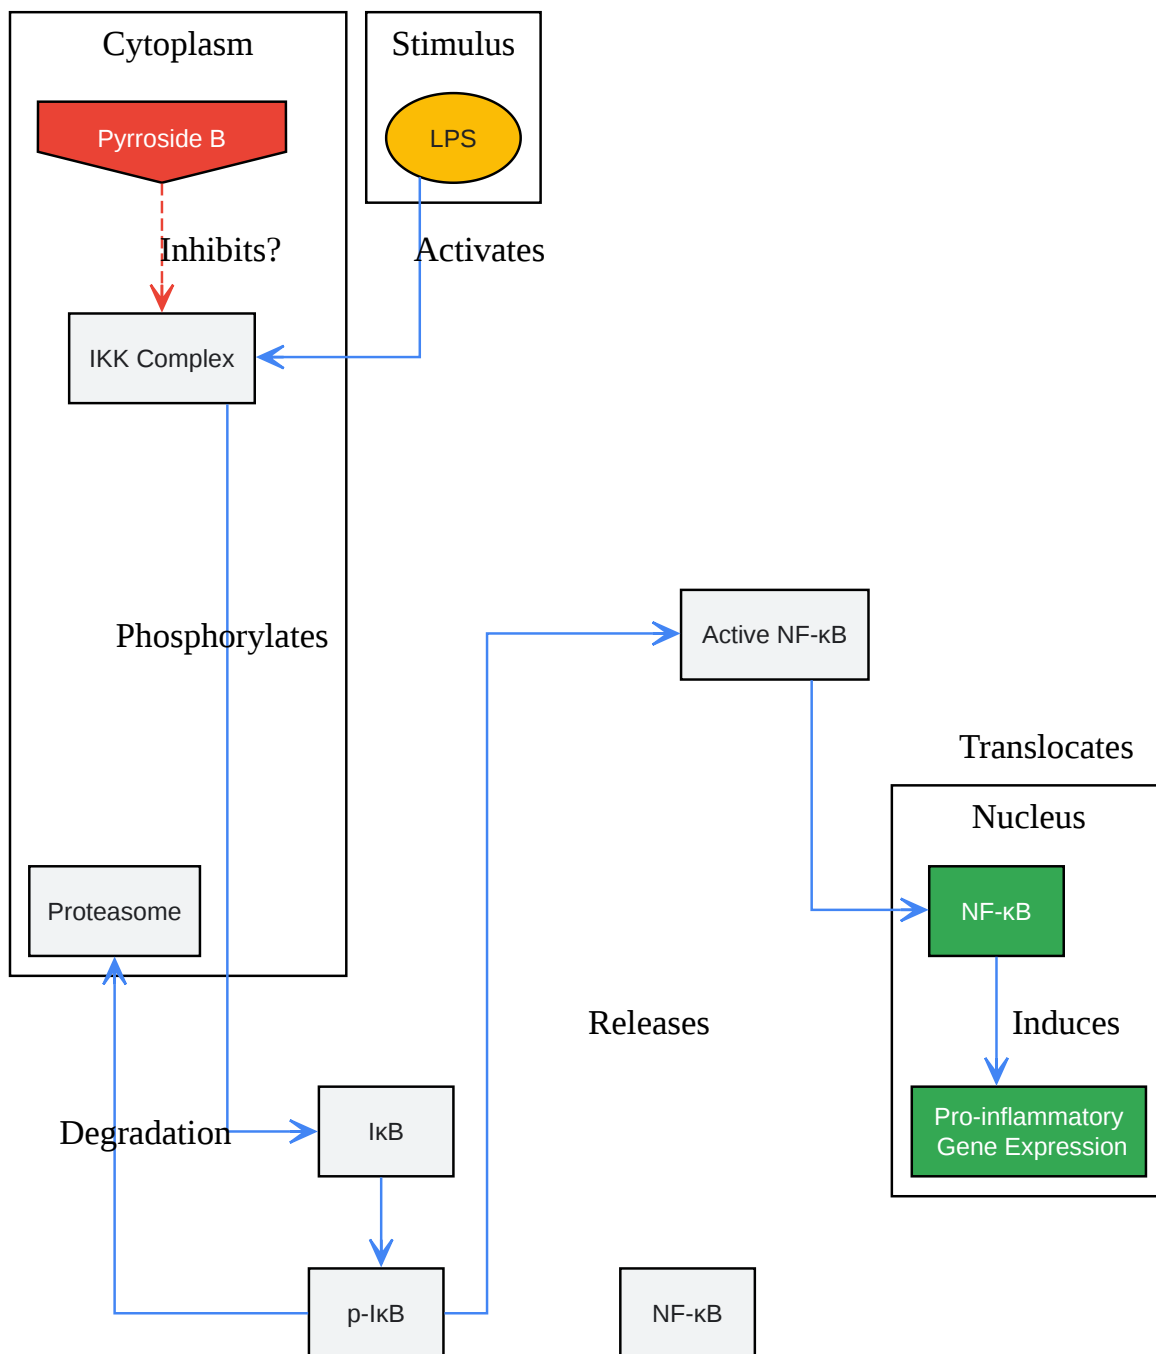 Cytoplasm
Stimulus
Pyrroside B
LPS
Inhibits?
Activates
IKK Complex
Phosphorylates
Active NF-κB
Translocates
Nucleus
Proteasome
NF-κB
Releases
Induces
Degradation
IκB
Pro-inflammatory
Gene Expression
p-IκB
NF-κB